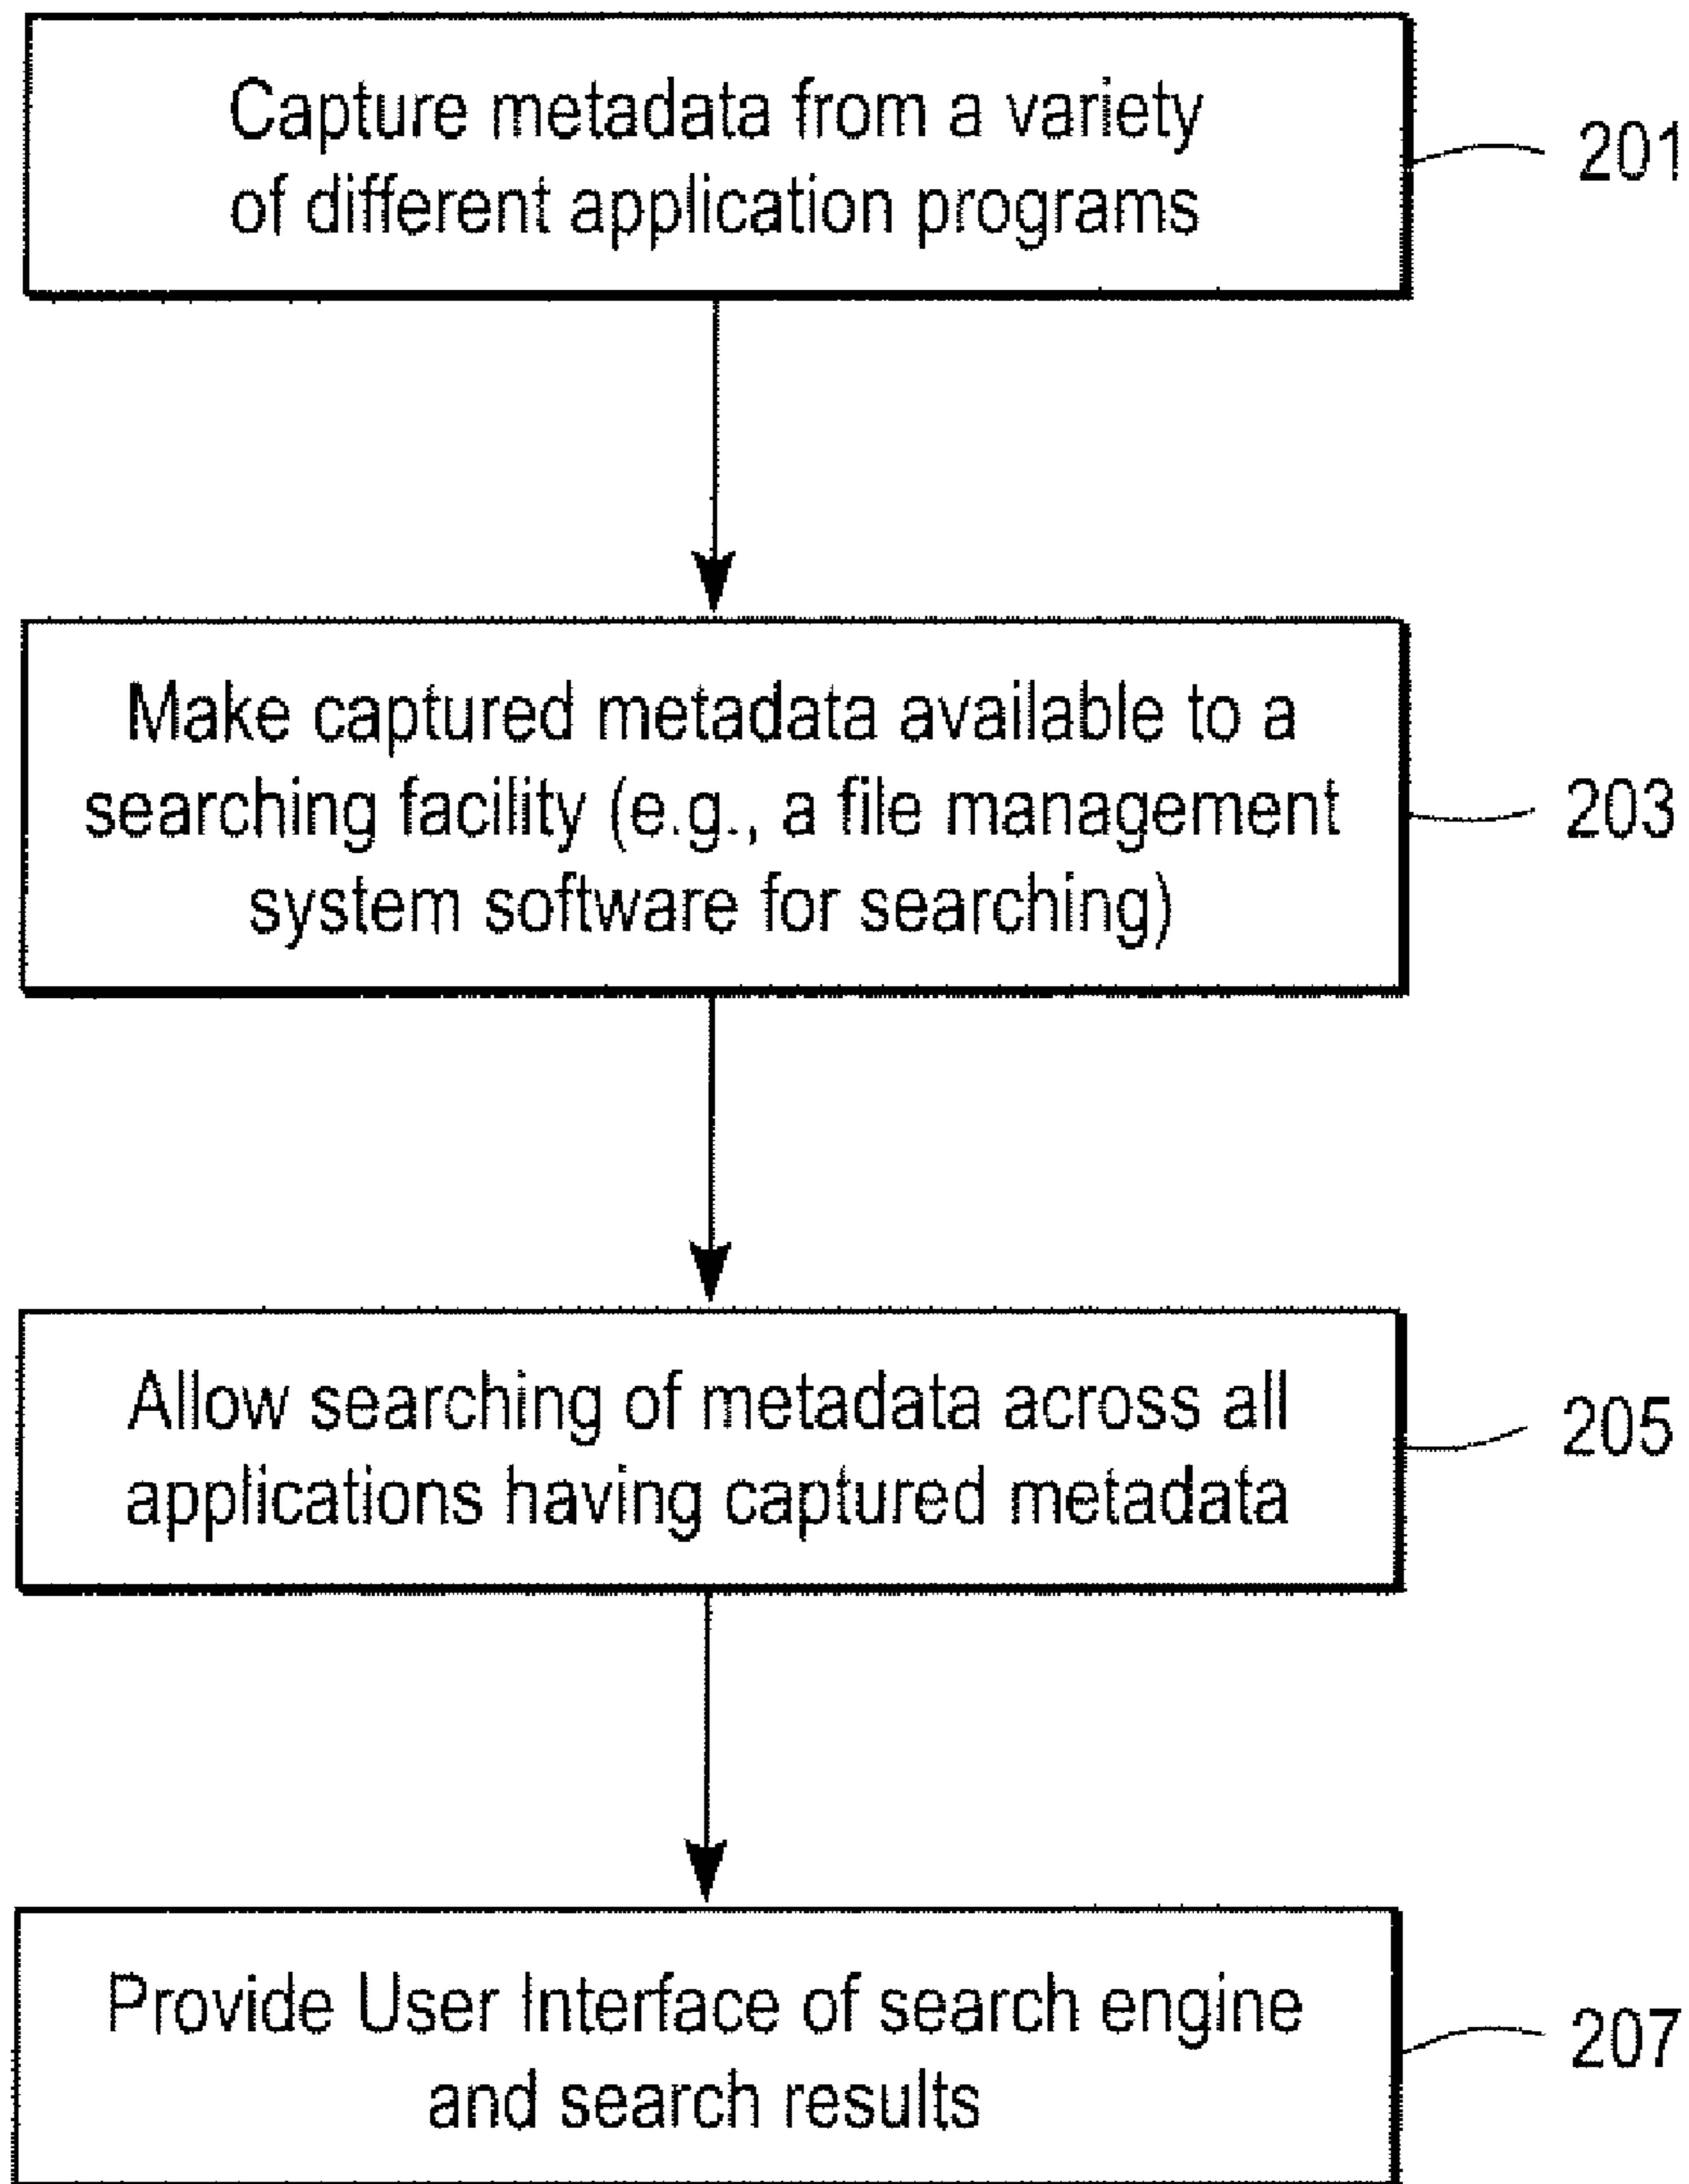 Capture metadata from a variety
of different application programs
201
Make captured metadata available to a
searching facility (e.g., a file management
system software for searching)
203
Allow searching of metadata across all
applications having captured metadata
205
Provide User Interface of search engine
and search results
207